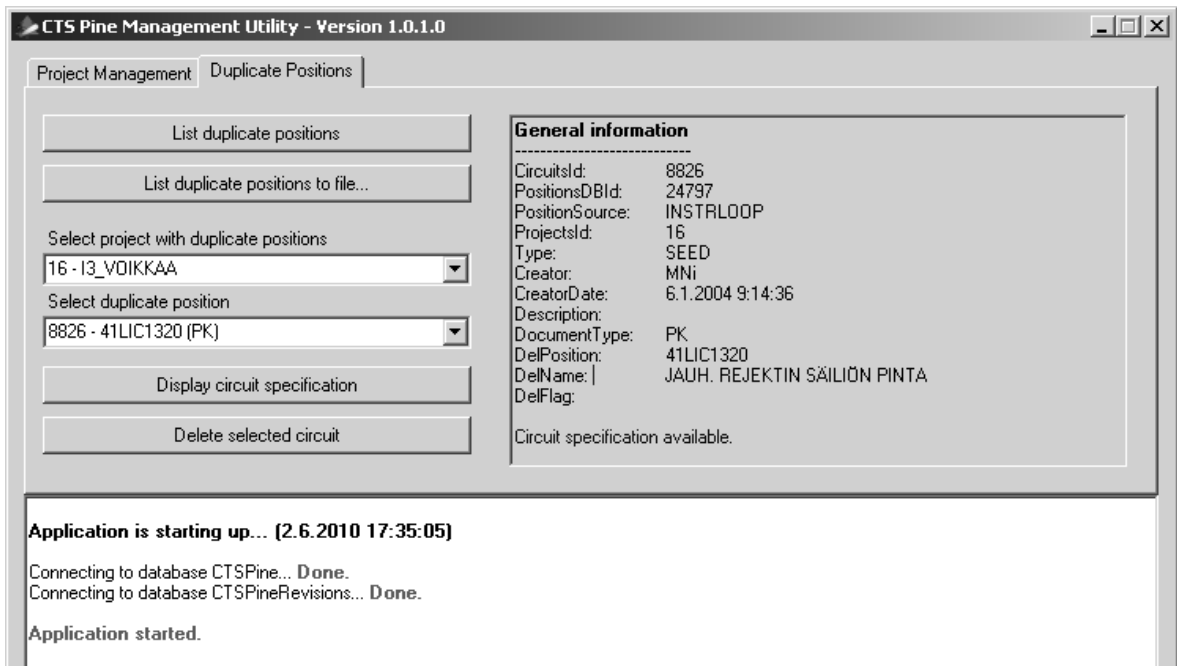 CTS Pine Management Utility - Version 1.0.1.0
Project Management
Duplicate Positions
List duplicate positions
List duplicate positions to file...
Select project with duplicate positions
16 - I3_VOIKKAA
Select duplicate position
8826 - 41LIC1320 (PK)
Display circuit specification
Delete selected circuit
General information
----------------------------
CircuitsId: 8826
PositionsDBId: 24797
PositionSource: INSTRLOOP
ProjectsId: 16
Type: SEED
Creator: MNi
CreatorDate: 6.1.2004 9:14:36
Description:
DocumentType: PK
DelPosition: 41LIC1320
DelName: JAUH. REJEKTIN SÄILIÖN PINTA
DelFlag:
Circuit specification available.
Application is starting up... (2.6.2010 17:35:05)
Connecting to database CTSPine... Done.
Connecting to database CTSPineRevisions... Done.
Application started.